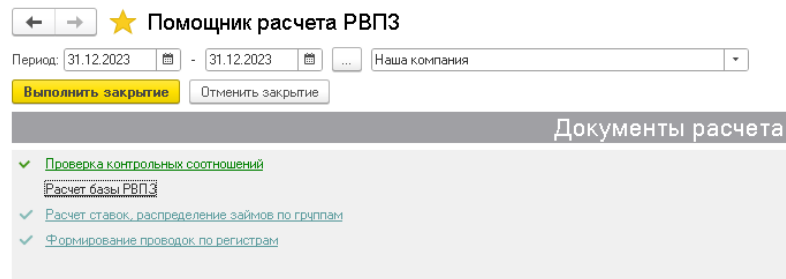 Помощник расчета РВПЗ
Период: 31.12.2023 - 31.12.2023 ... Наша компания
Выполнить закрытие Отменить закрытие
Документы расчета
Проверка контрольных соотношений
Расчет базы РВПЗ
Расчет ставок, распределение займов по группам
Формирование проводок по регистрам